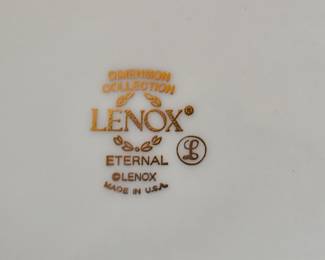 DIMENSION
COLLECTION
LENOX®
ETERNAL
L
©LENOX
MADE IN U.S.A.